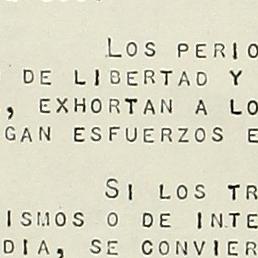 LOS PERIO
DE LIBERTAD Y
, EXHORTAN A LO
GAN ESFUERZOS E
SI LOS TR
ISMOS O DE INTE
DIA, SE CONVIER